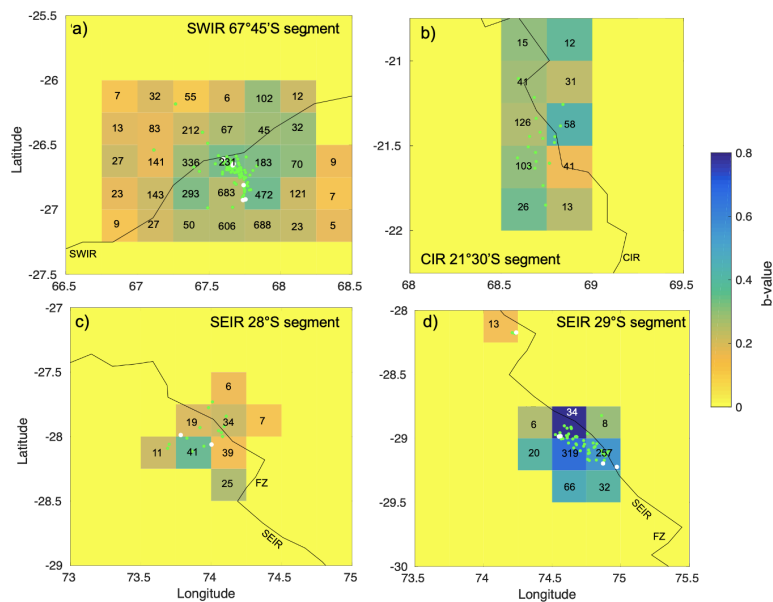 a) SWIR 67°45'S segment
-25.5
-26
-26.5
-27
-27.5
Latitude
7 32 55 6 102 12
13 83 212 67 45 32
27 141 336 231 183 70 9
23 143 293 683 472 121 7
9 27 50 606 688 23 5
SWIR
66.5 67 67.5 68 68.5
b)
-21
-21.5
-22
15 12
41 31
126 58
103 41
26 13
CIR 21°30'S segment
CIR
68 68.5 69 69.5
c) SEIR 28°S segment
-27
-27.5
-28
-28.5
-29
Latitude
6
19 34 7
11 41 39
25
FZ
SEIR
73 73.5 74 74.5 75
Longitude
d) SEIR 29°S segment
-28
-28.5
-29
-29.5
-30
13
34
6 8
20 319 257
66 32
SEIR
FZ
74 74.5 75 75.5
73.5
Longitude
0.8
0.6
0.4
0.2
0
b-value